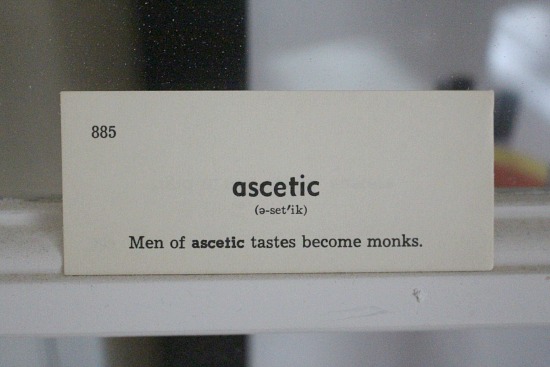 885
ascetic
(ə-set′ik)
Men of ascetic tastes become monks.